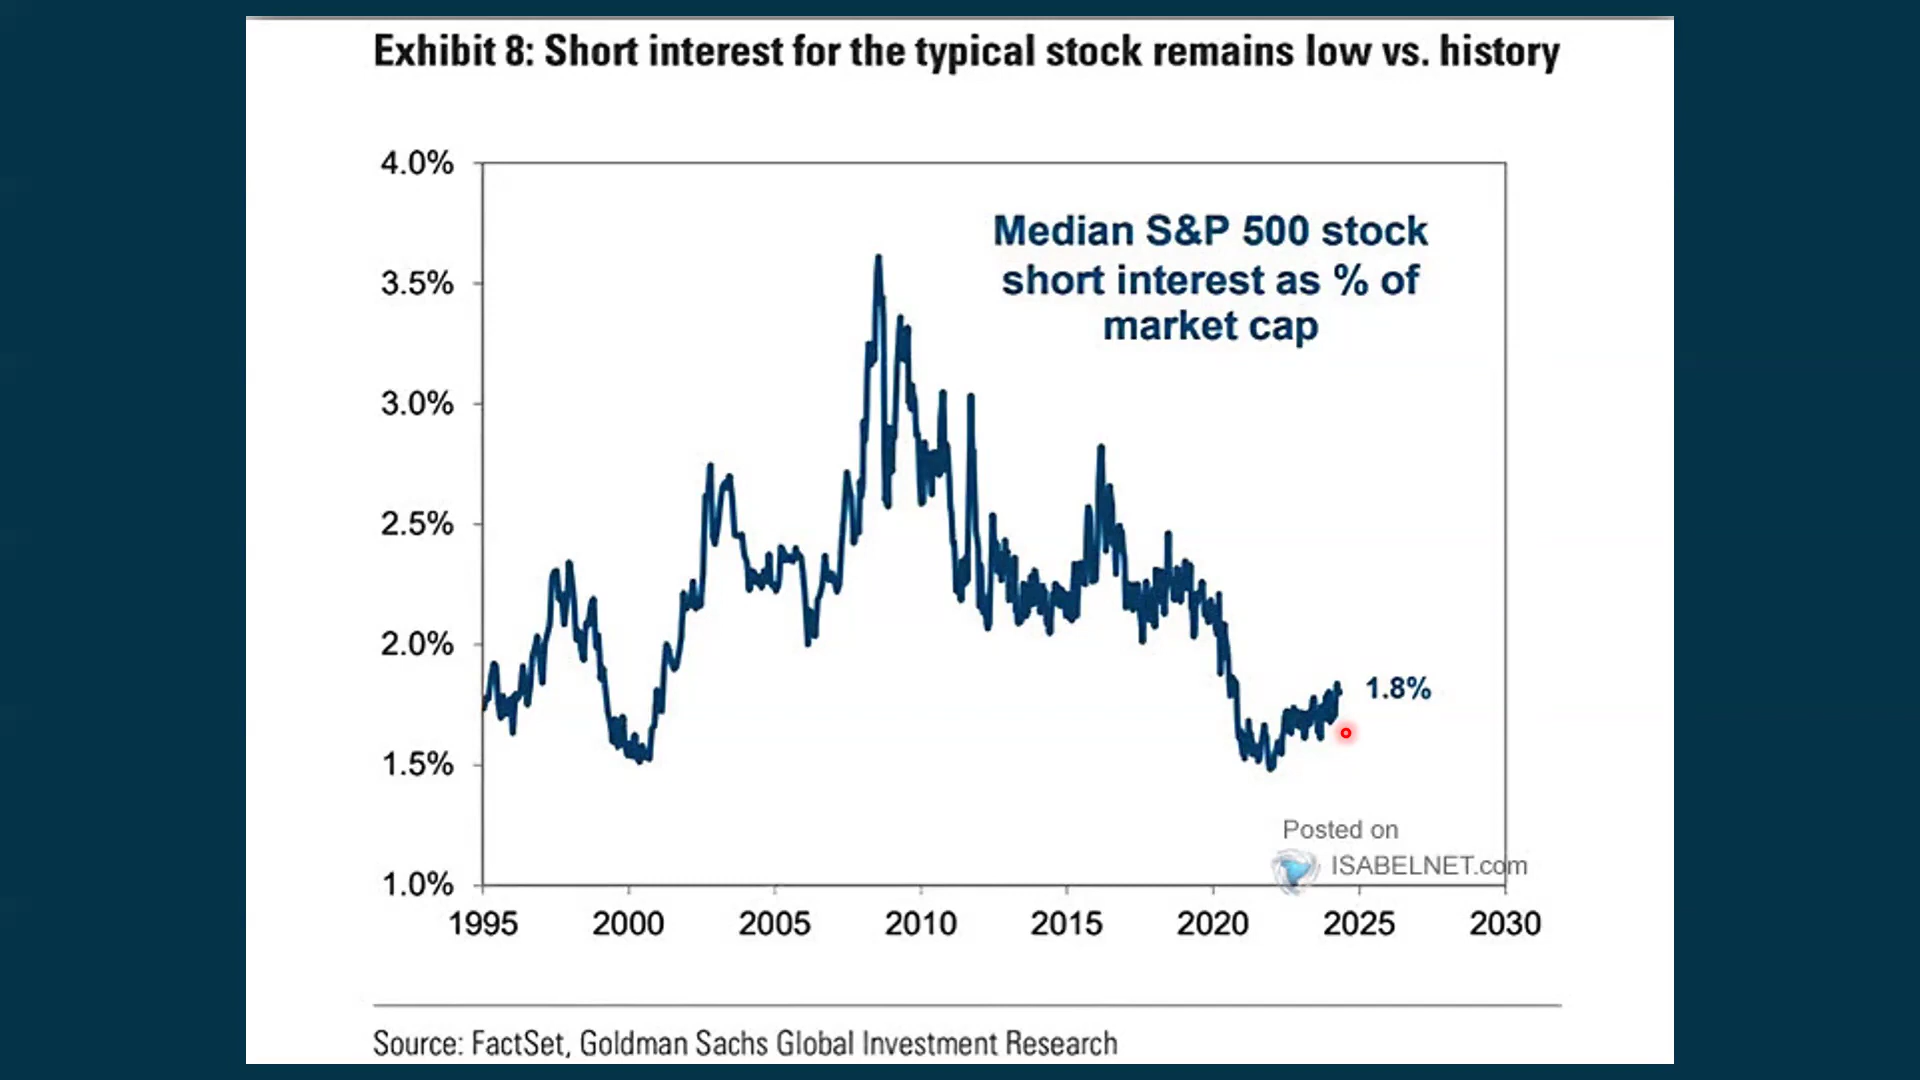 Exhibit 8: Short interest for the typical stock remains low vs. history
4.0%
Median S&P 500 stock
short interest as % of
market cap
3.5%
3.0%
2.5%
2.0%
1.8%
1.5%
Posted on
ISABELNET.com
1.0%
1995 2000 2005 2010 2015 2020 2025 2030
Source: FactSet, Goldman Sachs Global Investment Research